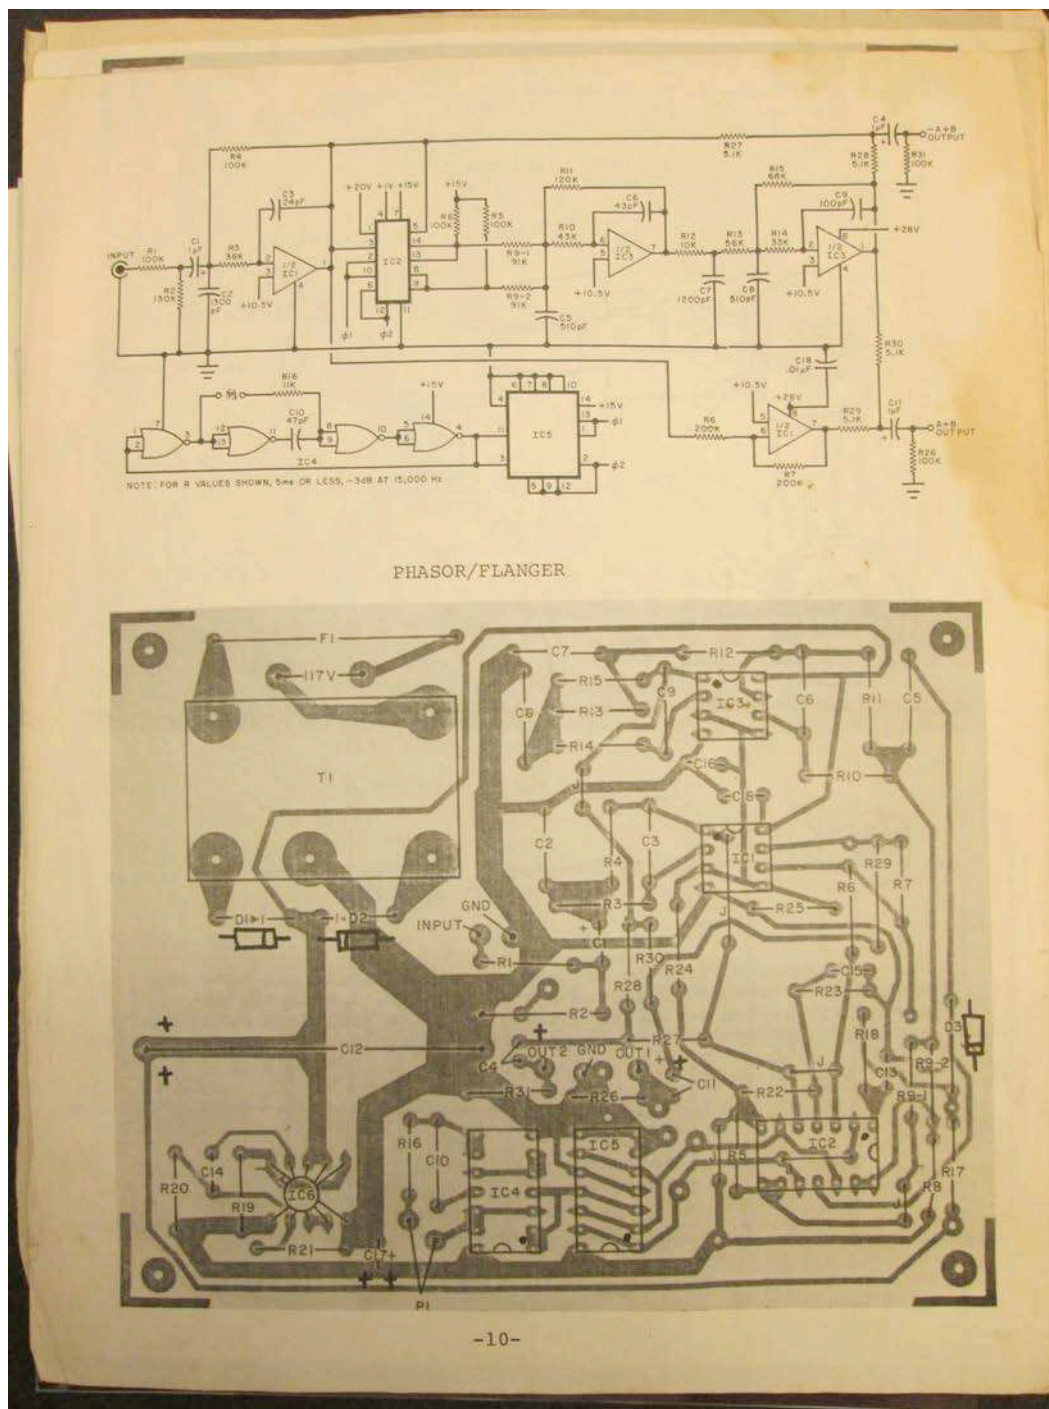 C4
1µF
-A+B
OUTPUT
R4
100K
R27
5.1K
R28
5.1K
R31
100K
C3
24pF
+20V
+1V
+15V
+15V
R11
120K
R15
68K
C6
43pF
C9
100pF
R5
100K
+28V
INPUT
R1
100K
C1
1µF
R3
36K
1/2
IC1
IC2
R9-1
91K
R10
43K
1/2
IC3
R12
10K
R13
56K
R14
33K
1/2
IC3
R2
130K
C2
1300
pF
+10.5V
R9-2
91K
+10.5V
C7
1200pF
C8
510pF
+10.5V
φ1
φ2
C5
510pF
R30
5.1K
C18
.01µF
R16
11K
+15V
+10.5V
+28V
C10
47pF
IC4
IC5
+15V
φ1
φ2
R6
200K
1/2
IC1
R29
5.1K
C11
1µF
A+B
OUTPUT
R7
200K
R26
100K
NOTE: FOR R VALUES SHOWN, 5ms OR LESS, -3dB AT 15,000 Hz
PHASOR/FLANGER
F1
117V
T1
C7
R12
R15
C9
C8
R13
IC3
C6
R11
C5
R14
C16
R10
C18
C2
R4
C3
IC1
R6
R29
R7
R3
R25
J
D1
D2
INPUT
GND
C1
R1
R30
R24
R28
C15
R23
R2
R18
D3
C12
C4
OUT2
GND
OUT1
R27
J
R9-2
C13
R31
R26
C11
R22
R9-1
R16
C10
IC5
IC2
R5
R20
C14
R19
IC6
IC4
R8
R17
R21
C17+
P1
-10-